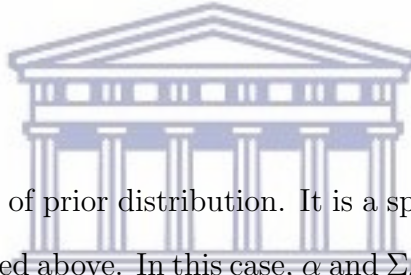 of prior distribution. It is a sp
ed above. In this case, α and Σ